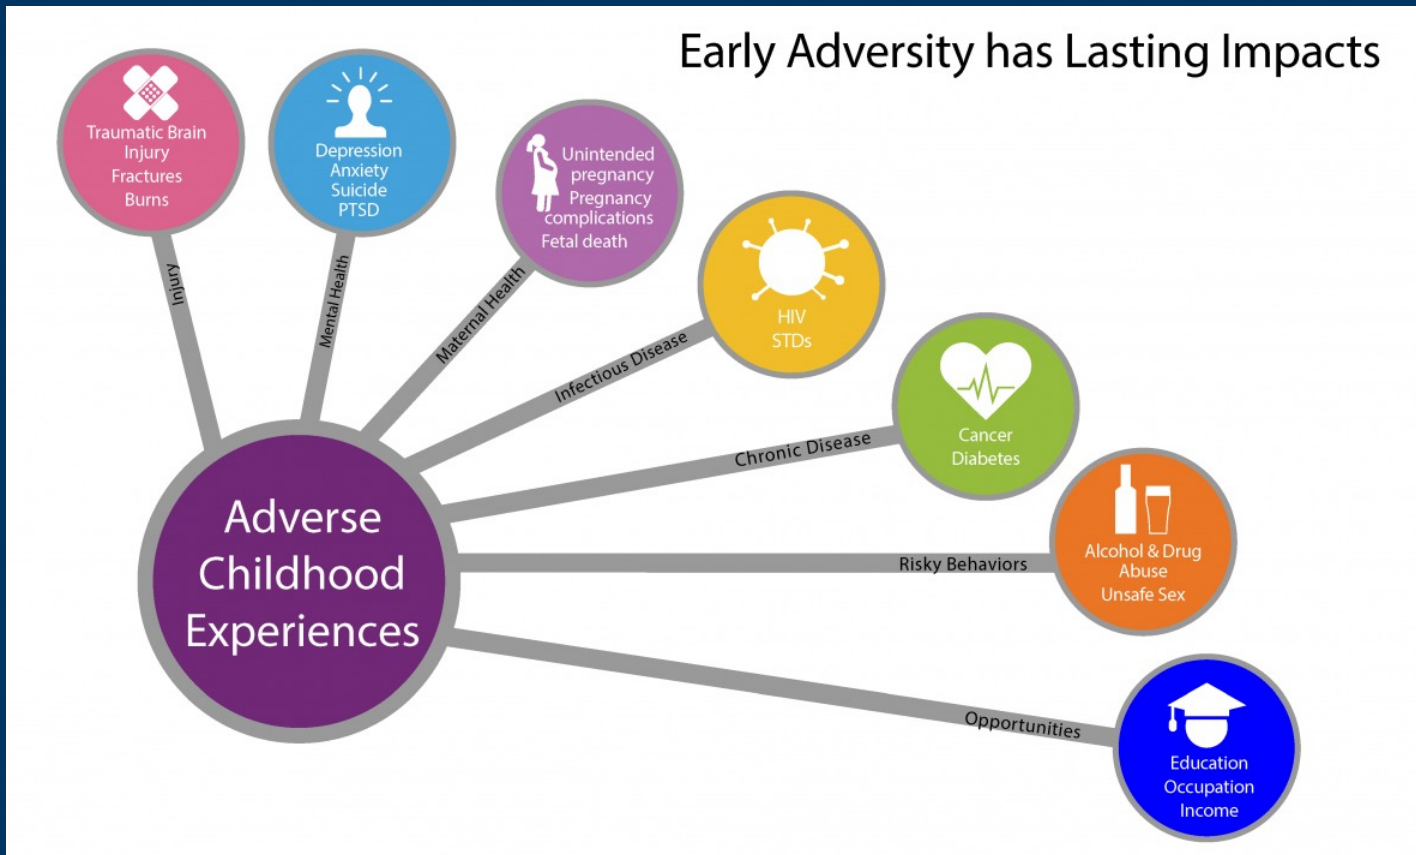 Early Adversity has Lasting Impacts
Traumatic Brain
Injury
Fractures
Burns
Depression
Anxiety
Suicide
PTSD
Unintended
pregnancy
Pregnancy
complications
Fetal death
HIV
STDs
Cancer
Diabetes
Alcohol & Drug
Abuse
Unsafe Sex
Education
Occupation
Income
Injury
Mental Health
Maternal Health
Infectious Disease
Chronic Disease
Risky Behaviors
Opportunities
Adverse
Childhood
Experiences